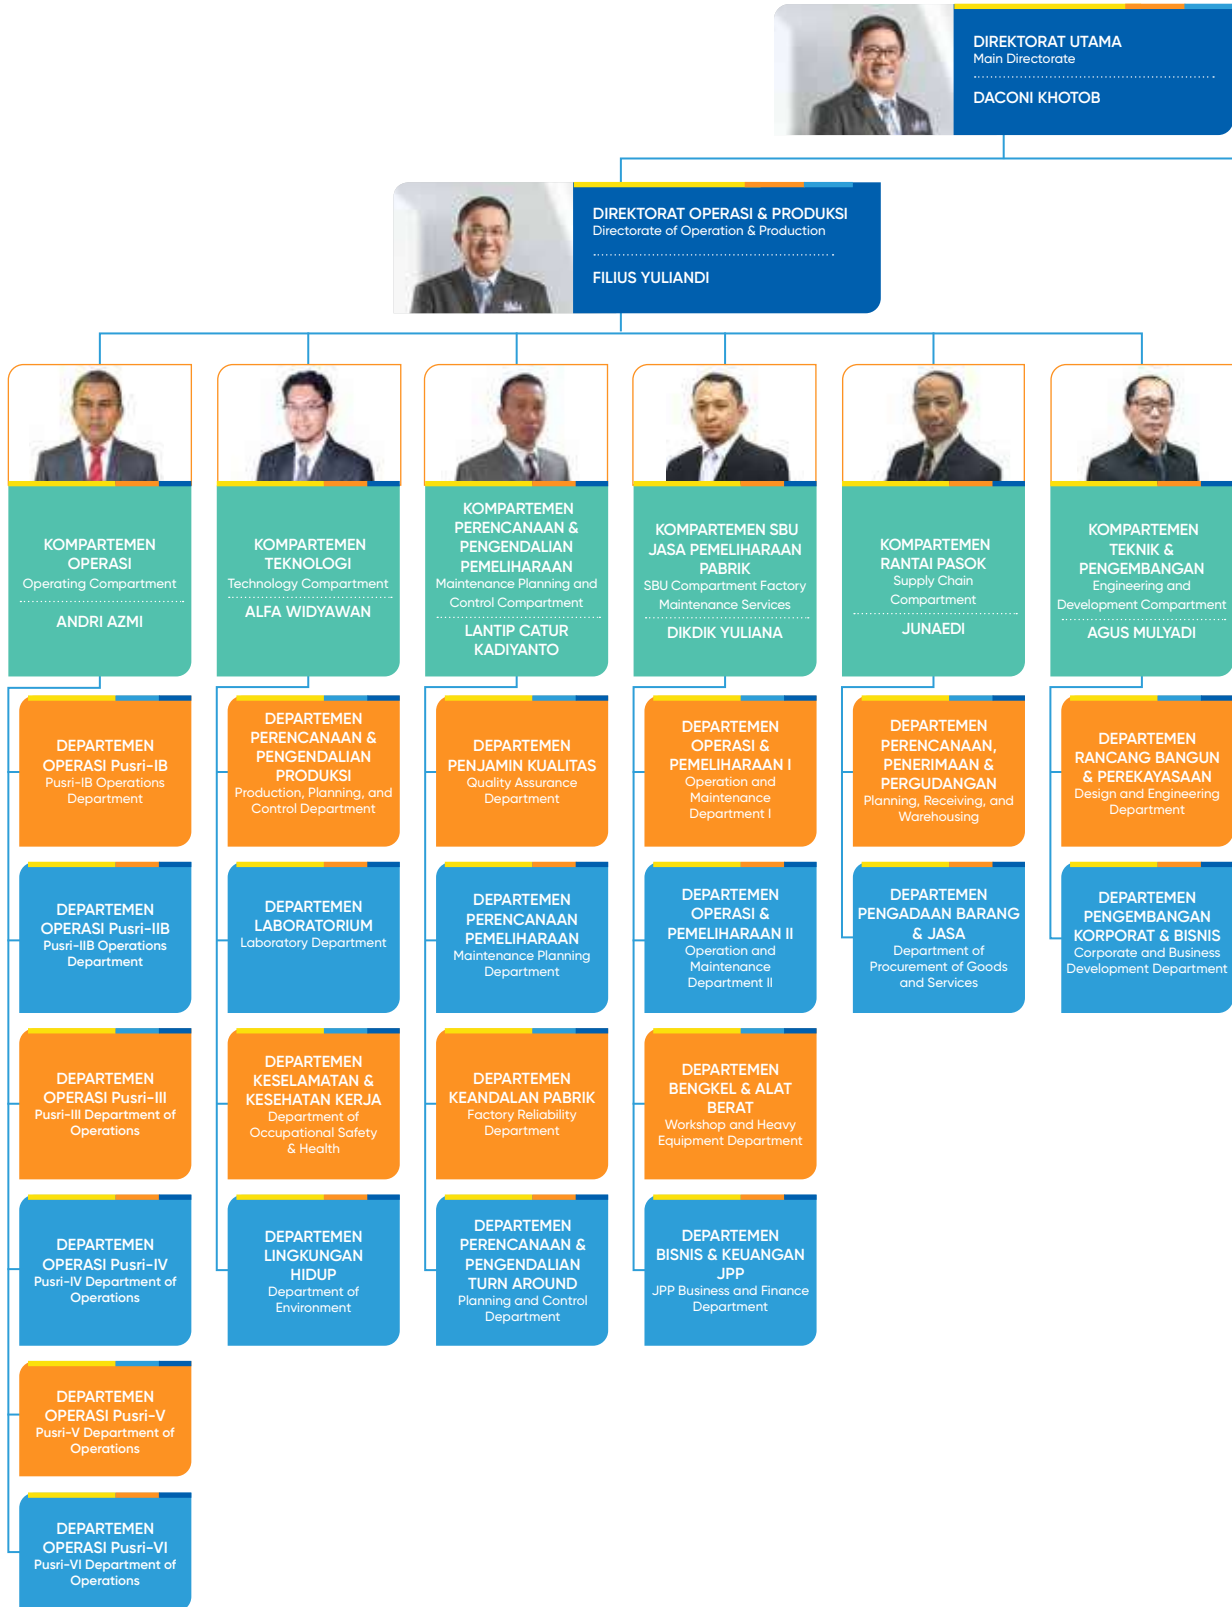 DIREKTORAT UTAMA
Main Directorate
DACONI KHOTOB
DIREKTORAT OPERASI & PRODUKSI
Directorate of Operation & Production
FILIUS YULIANDI
KOMPARTEMEN
OPERASI
Operating Compartment
ANDRI AZMI
KOMPARTEMEN
TEKNOLOGI
Technology Compartment
ALFA WIDYAWAN
KOMPARTEMEN
PERENCANAAN &
PENGENDALIAN
PEMELIHARAAN
Maintenance Planning and
Control Compartment
LANTIP CATUR
KADIYANTO
KOMPARTEMEN SBU
JASA PEMELIHARAAN
PABRIK
SBU Compartment Factory
Maintenance Services
DIKDIK YULIANA
KOMPARTEMEN
RANTAI PASOK
Supply Chain
Compartment
JUNAEDI
KOMPARTEMEN
TEKNIK &
PENGEMBANGAN
Engineering and
Development Compartment
AGUS MULYADI
DEPARTEMEN
OPERASI Pusri-IB
Pusri-IB Operations
Department
DEPARTEMEN
PERENCANAAN &
PENGENDALIAN
PRODUKSI
Production, Planning, and
Control Department
DEPARTEMEN
PENJAMIN KUALITAS
Quality Assurance
Department
DEPARTEMEN
OPERASI &
PEMELIHARAAN I
Operation and
Maintenance
Department I
DEPARTEMEN
PERENCANAAN,
PENERIMAAN &
PERGUDANGAN
Planning, Receiving, and
Warehousing
DEPARTEMEN
RANCANG BANGUN
& PEREKAYASAAN
Design and Engineering
Department
DEPARTEMEN
OPERASI Pusri-IIB
Pusri-IIB Operations
Department
DEPARTEMEN
LABORATORIUM
Laboratory Department
DEPARTEMEN
PERENCANAAN
PEMELIHARAAN
Maintenance Planning
Department
DEPARTEMEN
OPERASI &
PEMELIHARAAN II
Operation and
Maintenance
Department II
DEPARTEMEN
PENGADAAN BARANG
& JASA
Department of
Procurement of Goods
and Services
DEPARTEMEN
PENGEMBANGAN
KORPORAT & BISNIS
Corporate and Business
Development Department
DEPARTEMEN
OPERASI Pusri-III
Pusri-III Department of
Operations
DEPARTEMEN
KESELAMATAN &
KESEHATAN KERJA
Department of
Occupational Safety
& Health
DEPARTEMEN
KEANDALAN PABRIK
Factory Reliability
Department
DEPARTEMEN
BENGKEL & ALAT
BERAT
Workshop and Heavy
Equipment Department
DEPARTEMEN
OPERASI Pusri-IV
Pusri-IV Department of
Operations
DEPARTEMEN
LINGKUNGAN
HIDUP
Department of
Environment
DEPARTEMEN
PERENCANAAN &
PENGENDALIAN
TURN AROUND
Planning and Control
Department
DEPARTEMEN
BISNIS & KEUANGAN
JPP
JPP Business and Finance
Department
DEPARTEMEN
OPERASI Pusri-V
Pusri-V Department of
Operations
DEPARTEMEN
OPERASI Pusri-VI
Pusri-VI Department of
Operations